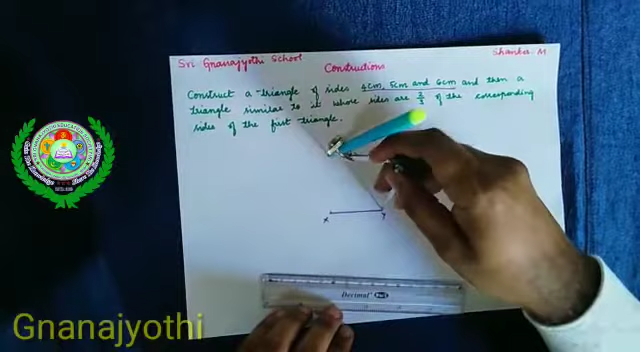 Sri Gnanajyothi School
Shankar. M
Constructions
Construct a triangle of sides 4cm, 5cm and 6cm and then a
triangle similar to it whose sides are 2/3 of the corresponding
sides of the first triangle.
X Y
Decimal
Gnanajyothi